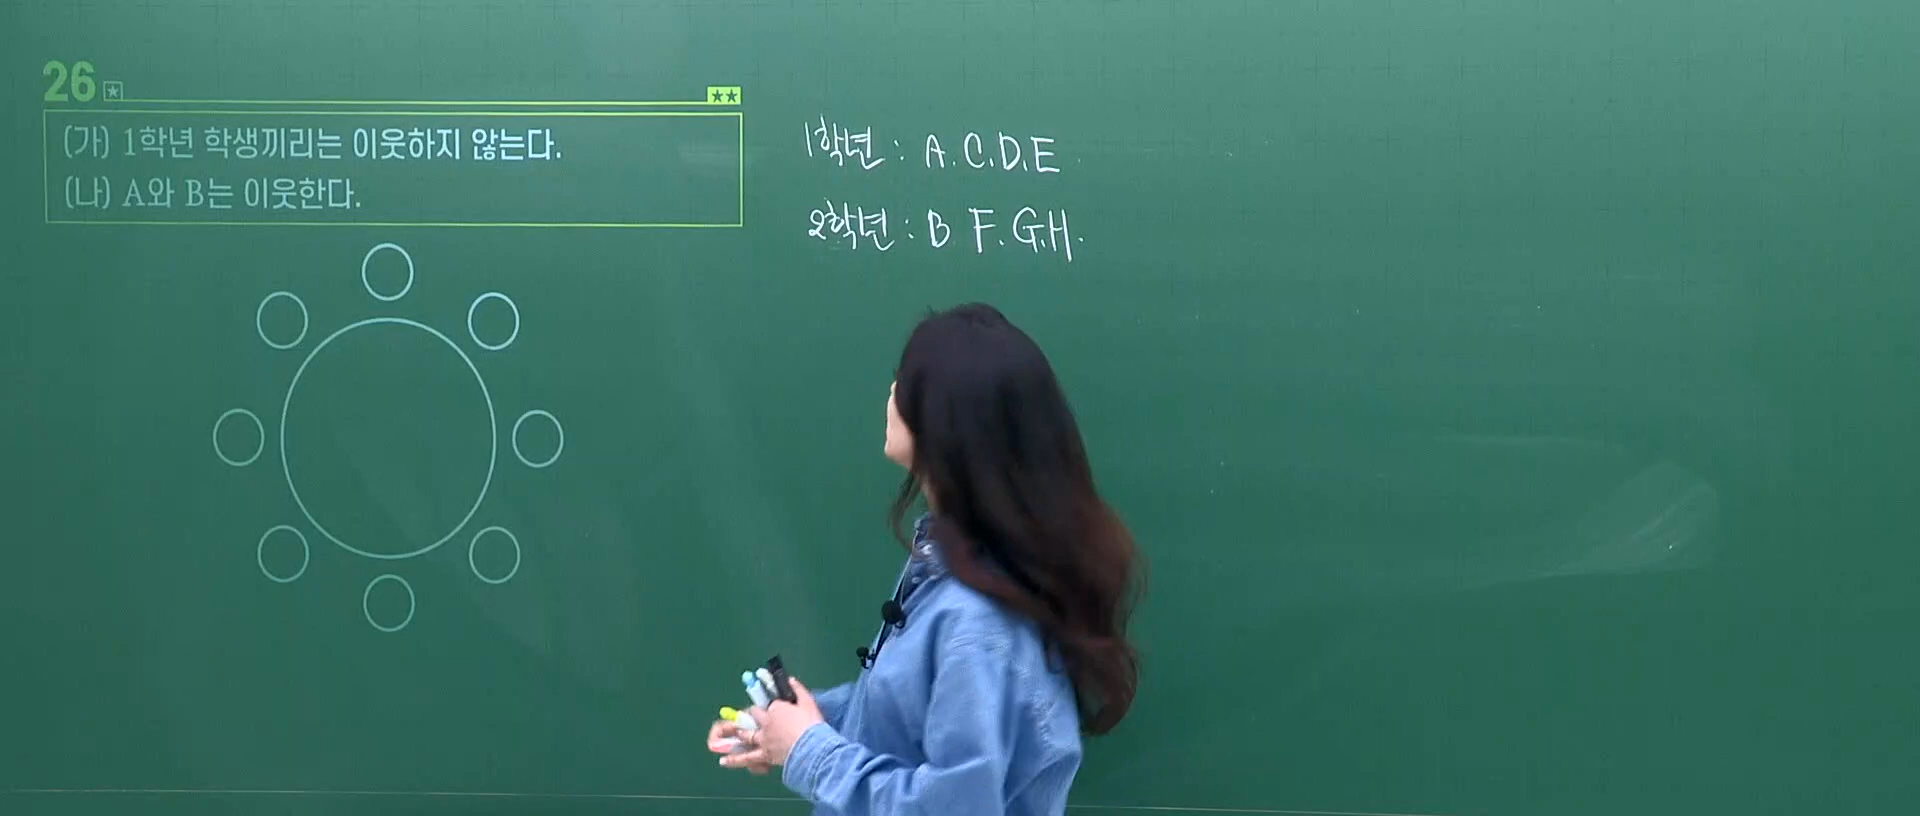 26
(가) 1학년 학생끼리는 이웃하지 않는다.
(나) A와 B는 이웃한다.
1학년 : A. C. D. E
2학년 : B F. G. H.